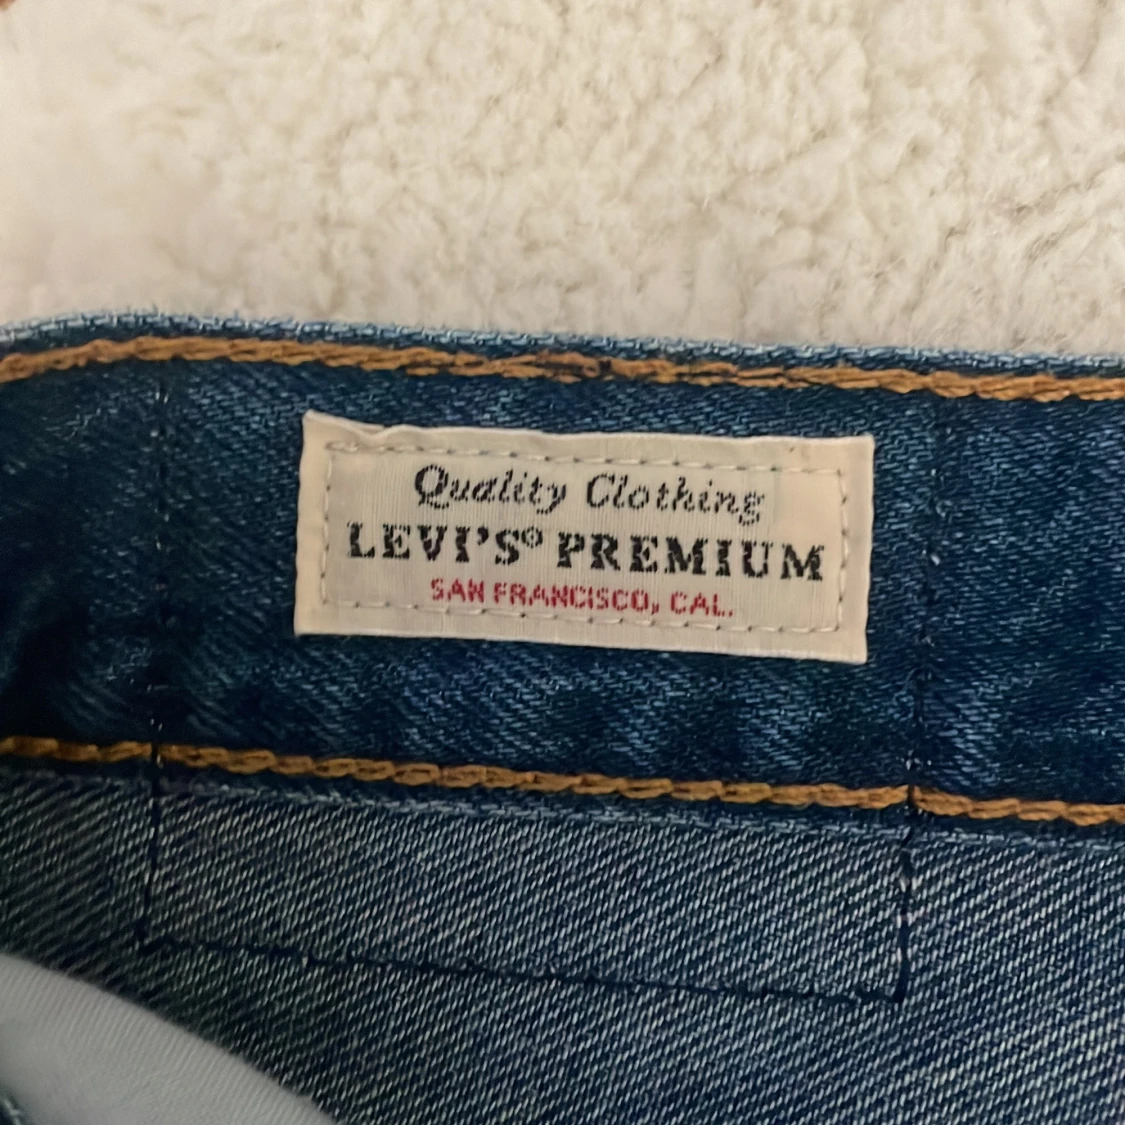 Quality Clothing
LEVI'S® PREMIUM
SAN FRANCISCO, CAL.